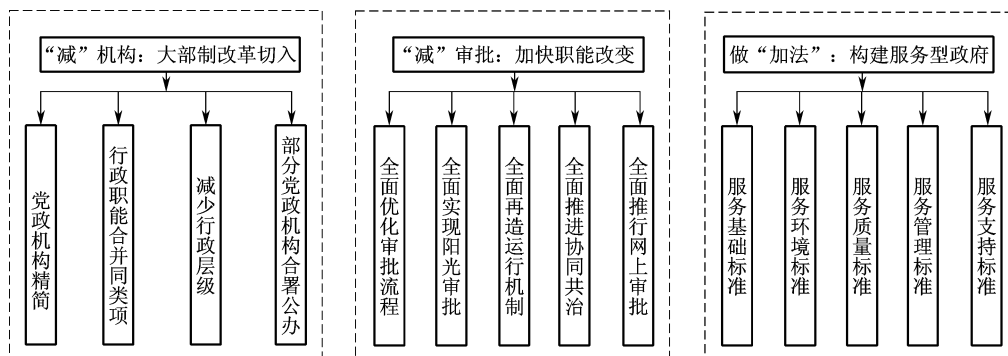 “减”机构：大部制改革切入
党政机构精简
行政职能合并同类项
减少行政层级
部分党政机构合署公办
“减”审批：加快职能改变
全面优化审批流程
全面实现阳光审批
全面再造运行机制
全面推进协同共治
全面推行网上审批
做“加法”：构建服务型政府
服务基础标准
服务环境标准
服务质量标准
服务管理标准
服务支持标准